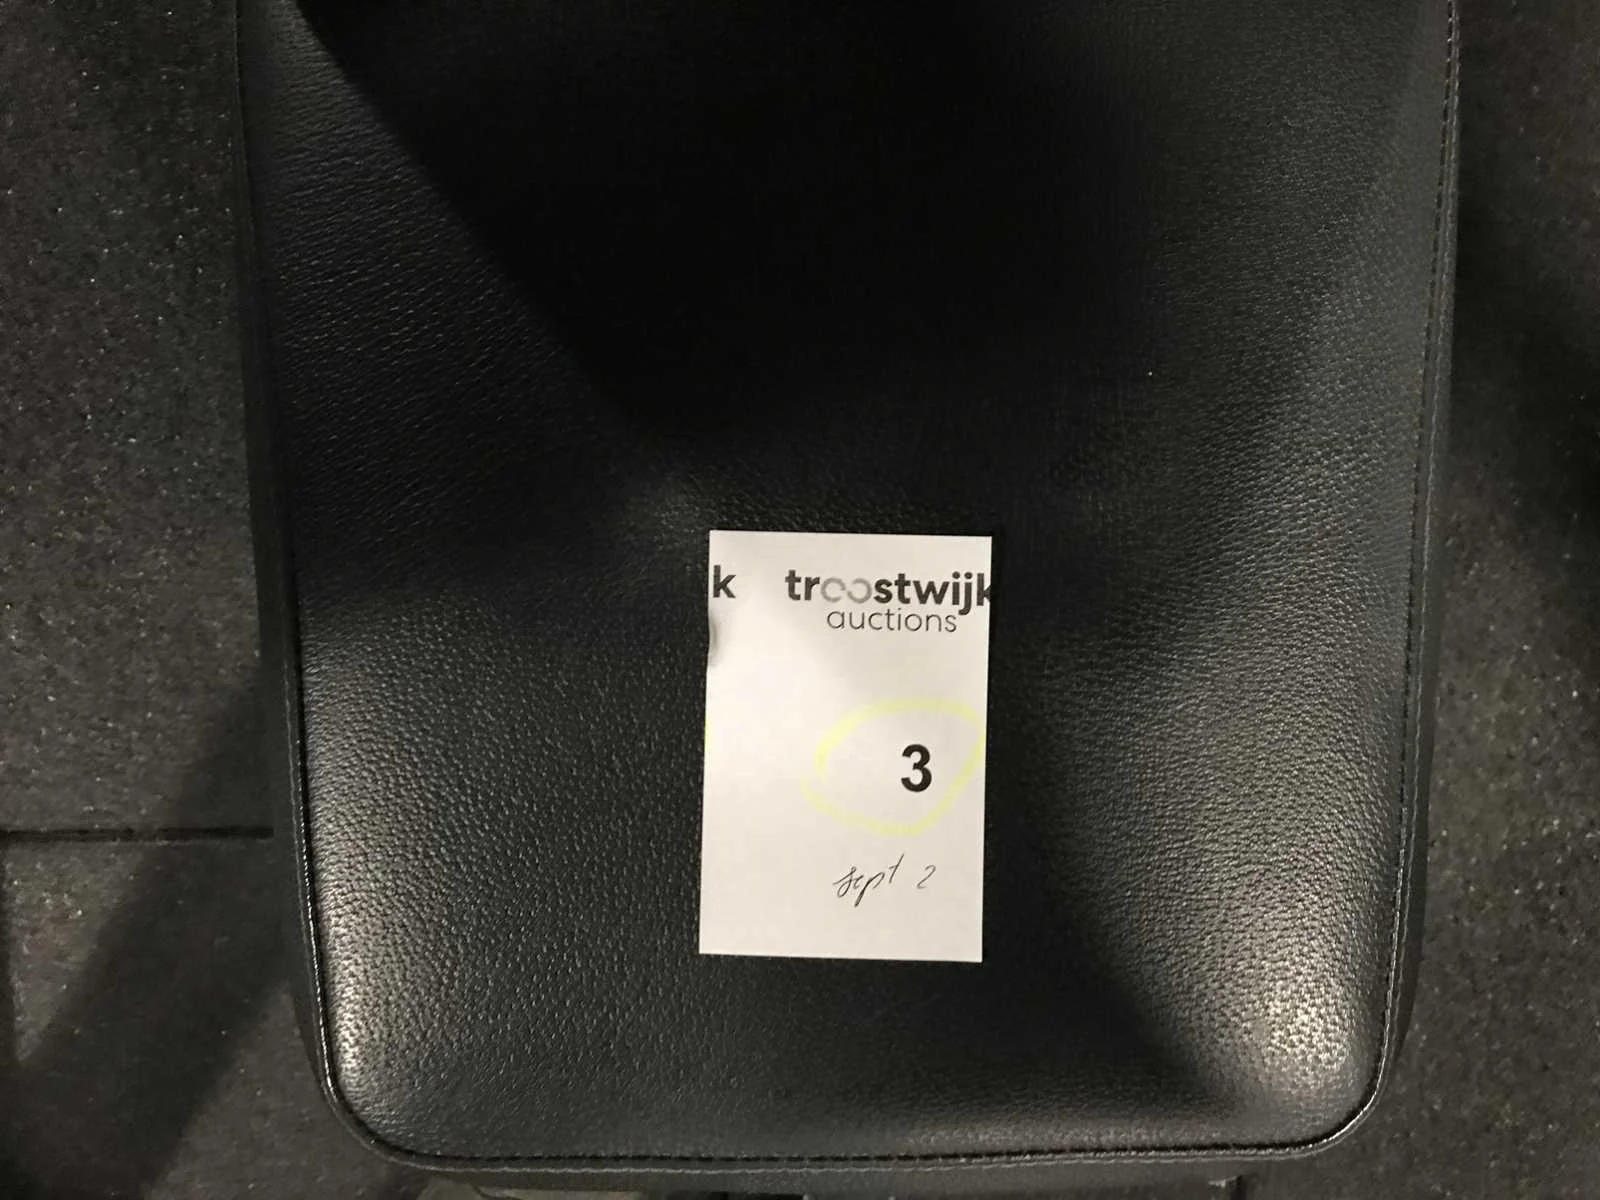 k troostwijk
auctions
3
Sept 2